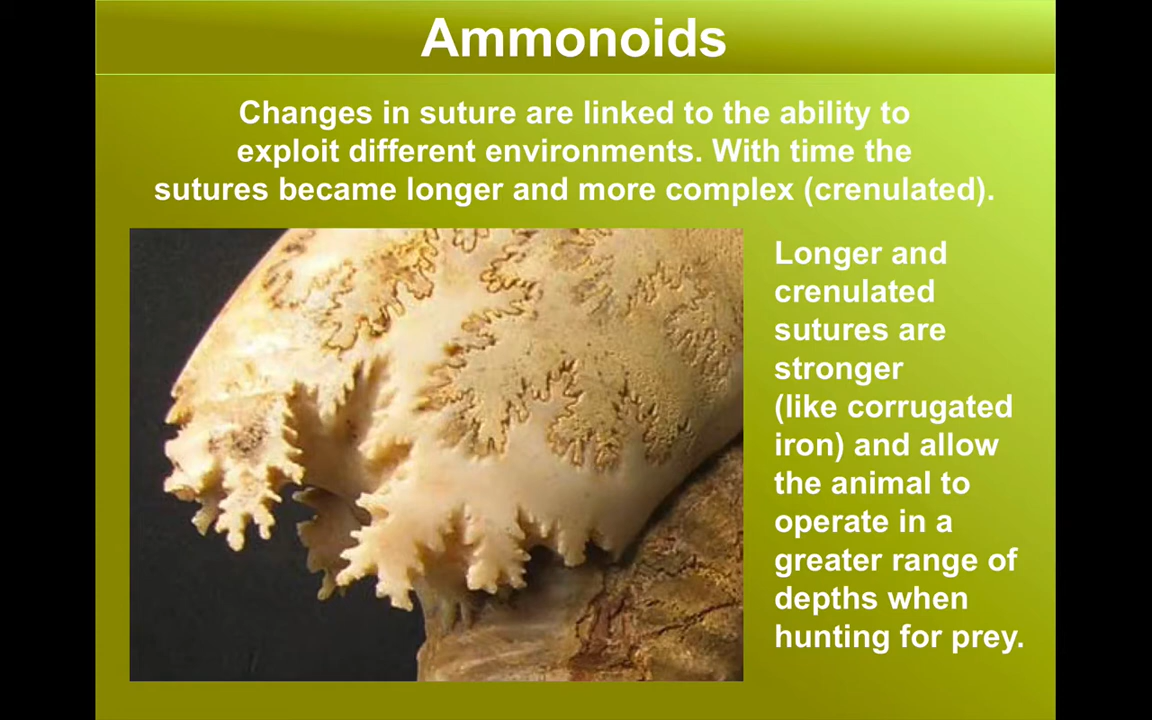 Ammonoids
Changes in suture are linked to the ability to
exploit different environments. With time the
sutures became longer and more complex (crenulated).
Longer and
crenulated
sutures are
stronger
(like corrugated
iron) and allow
the animal to
operate in a
greater range of
depths when
hunting for prey.